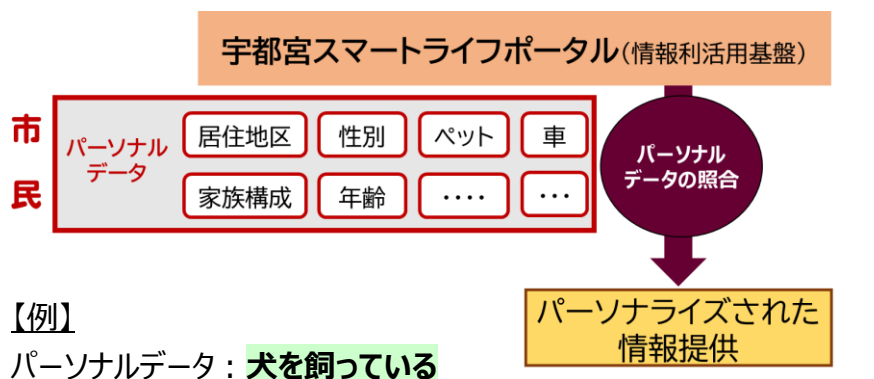 宇都宮スマートライフポータル（情報利活用基盤）
市民
パーソナル
データ
居住地区 性別 ペット 車
家族構成 年齢 ‥‥ …
パーソナル
データの照合
パーソナライズされた
情報提供
【例】
パーソナルデータ：犬を飼っている